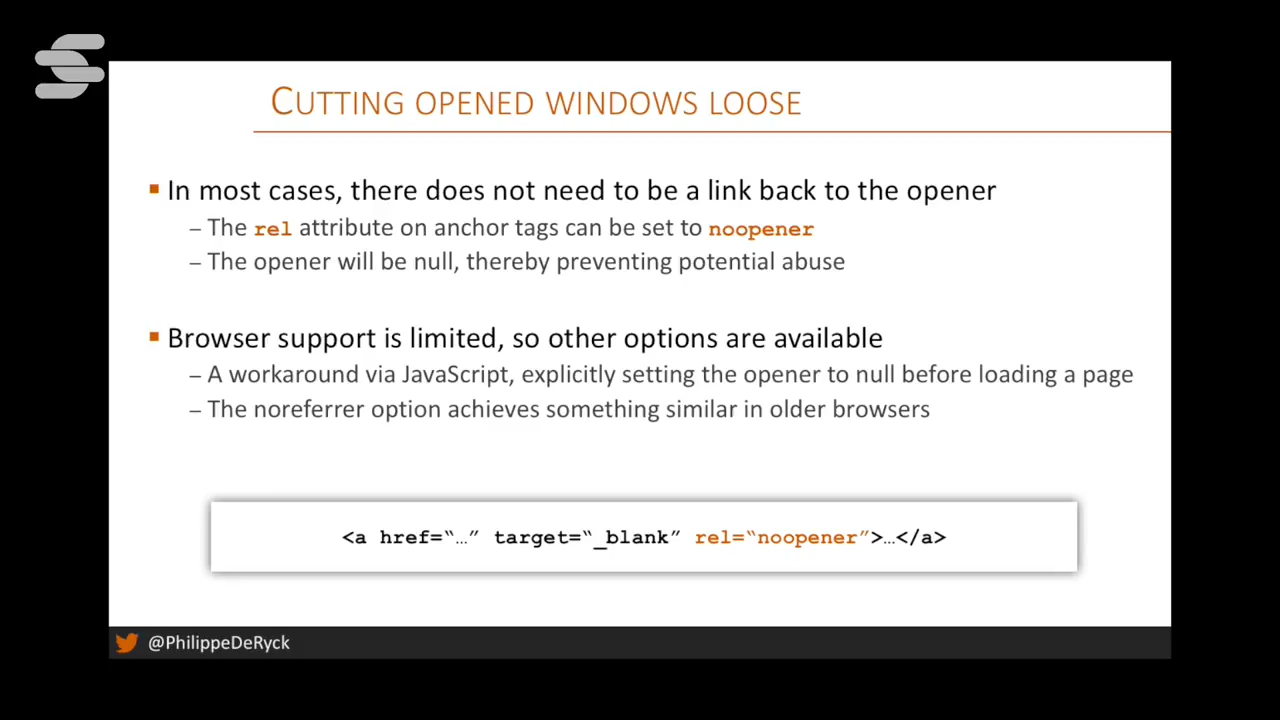 CUTTING OPENED WINDOWS LOOSE
▪ In most cases, there does not need to be a link back to the opener
– The rel attribute on anchor tags can be set to noopener
– The opener will be null, thereby preventing potential abuse
▪ Browser support is limited, so other options are available
– A workaround via JavaScript, explicitly setting the opener to null before loading a page
– The noreferrer option achieves something similar in older browsers
<a href=“…” target=“_blank” rel=“noopener”>…</a>
@PhilippeDeRyck